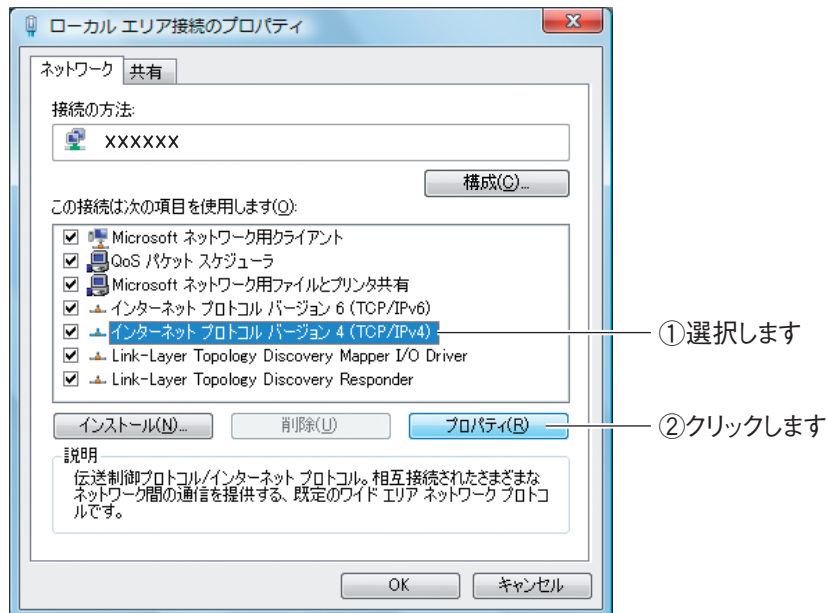 ローカル エリア接続のプロパティ
ネットワーク 共有
接続の方法:
XXXXXX
構成(C)...
この接続は次の項目を使用します(O):
Microsoft ネットワーク用クライアント
QoS パケット スケジューラ
Microsoft ネットワーク用ファイルとプリンタ共有
インターネット プロトコル バージョン 6 (TCP/IPv6)
インターネット プロトコル バージョン 4 (TCP/IPv4)
①選択します
Link-Layer Topology Discovery Mapper I/O Driver
Link-Layer Topology Discovery Responder
インストール(N)... 削除(U) プロパティ(R)
②クリックします
説明
伝送制御プロトコル/インターネット プロトコル。相互接続されたさまざまな
ネットワーク間の通信を提供する、既定のワイド エリア ネットワーク プロトコ
ルです。
OK キャンセル